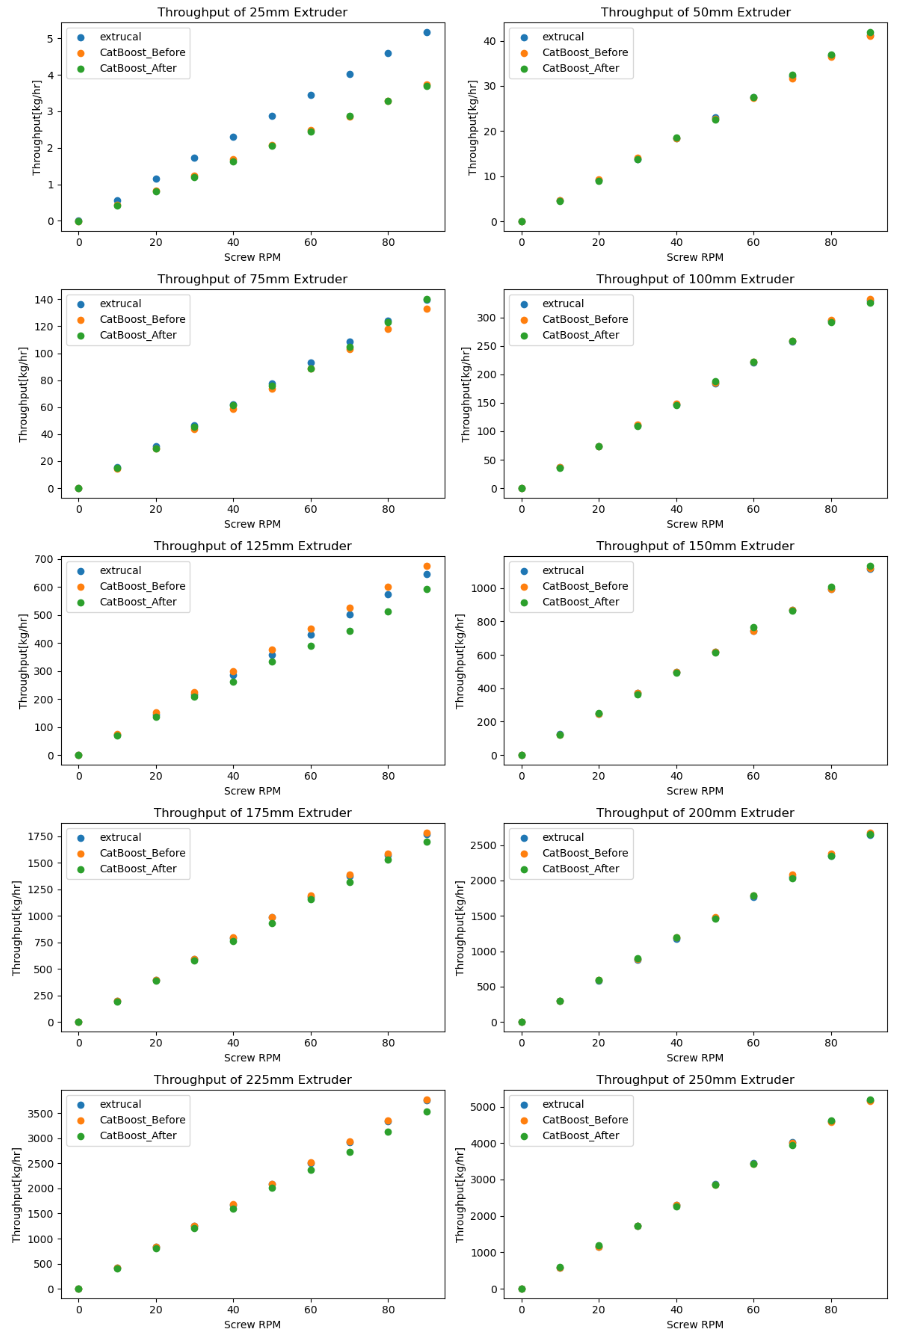 Throughput of 25mm Extruder
Throughput[kg/hr]
5
4
3
2
1
0
extrucal
CatBoost_Before
CatBoost_After
0 20 40 60 80
Screw RPM
Throughput of 50mm Extruder
Throughput[kg/hr]
40
30
20
10
0
extrucal
CatBoost_Before
CatBoost_After
0 20 40 60 80
Screw RPM
Throughput of 75mm Extruder
Throughput[kg/hr]
140
120
100
80
60
40
20
0
extrucal
CatBoost_Before
CatBoost_After
0 20 40 60 80
Screw RPM
Throughput of 100mm Extruder
Throughput[kg/hr]
300
250
200
150
100
50
0
extrucal
CatBoost_Before
CatBoost_After
0 20 40 60 80
Screw RPM
Throughput of 125mm Extruder
Throughput[kg/hr]
700
600
500
400
300
200
100
0
extrucal
CatBoost_Before
CatBoost_After
0 20 40 60 80
Screw RPM
Throughput of 150mm Extruder
Throughput[kg/hr]
1000
800
600
400
200
0
extrucal
CatBoost_Before
CatBoost_After
0 20 40 60 80
Screw RPM
Throughput of 175mm Extruder
Throughput[kg/hr]
1750
1500
1250
1000
750
500
250
0
extrucal
CatBoost_Before
CatBoost_After
0 20 40 60 80
Screw RPM
Throughput of 200mm Extruder
Throughput[kg/hr]
2500
2000
1500
1000
500
0
extrucal
CatBoost_Before
CatBoost_After
0 20 40 60 80
Screw RPM
Throughput of 225mm Extruder
Throughput[kg/hr]
3500
3000
2500
2000
1500
1000
500
0
extrucal
CatBoost_Before
CatBoost_After
0 20 40 60 80
Screw RPM
Throughput of 250mm Extruder
Throughput[kg/hr]
5000
4000
3000
2000
1000
0
extrucal
CatBoost_Before
CatBoost_After
0 20 40 60 80
Screw RPM